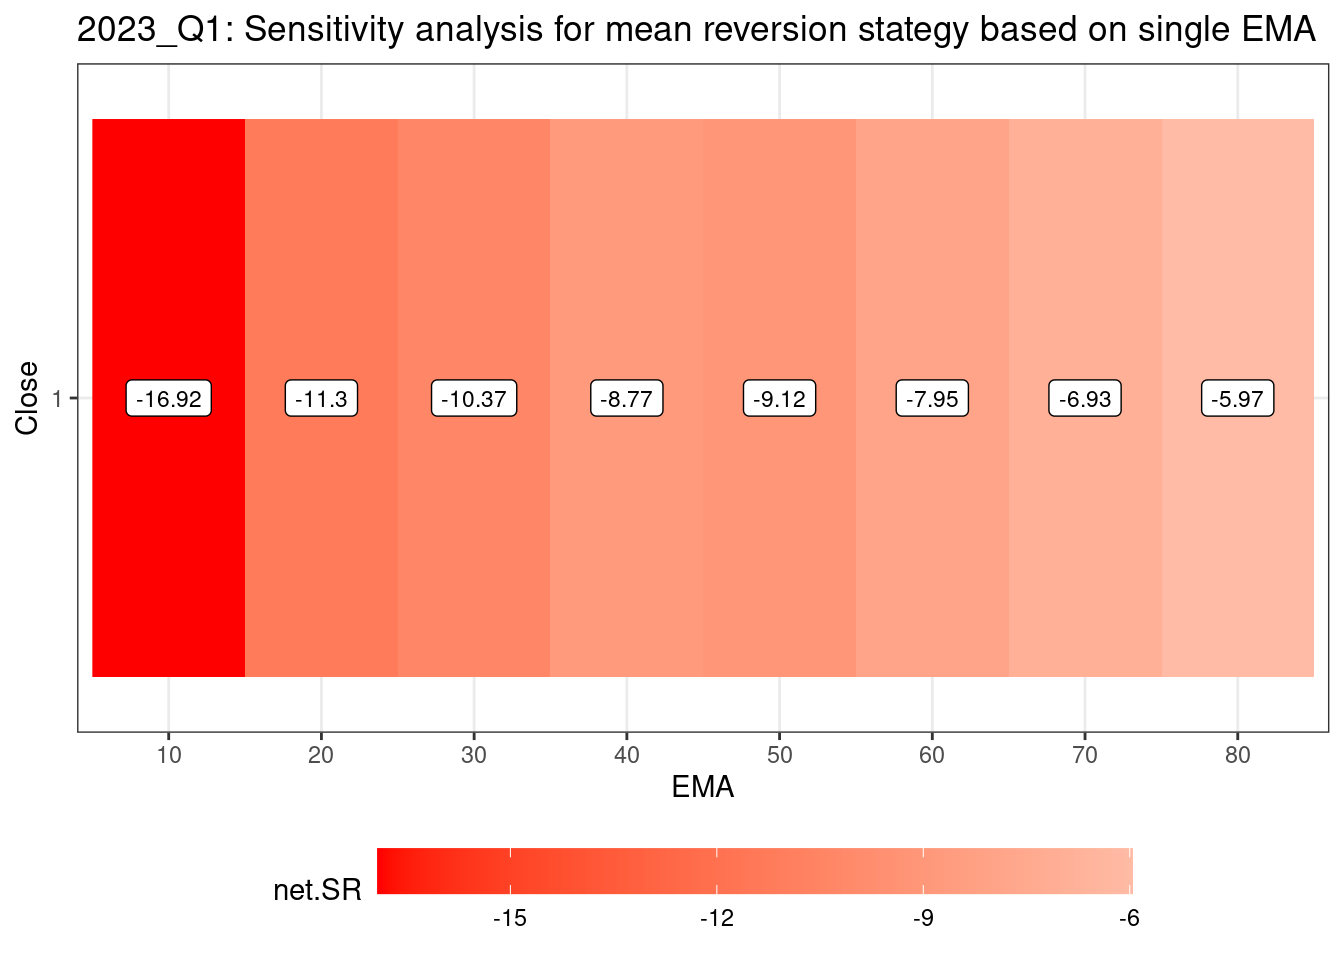 2023_Q1: Sensitivity analysis for mean reversion stategy based on single EMA
Close
1
-16.92 -11.3 -10.37 -8.77 -9.12 -7.95 -6.93 -5.97
10 20 30 40 50 60 70 80
EMA
net.SR
-15 -12 -9 -6